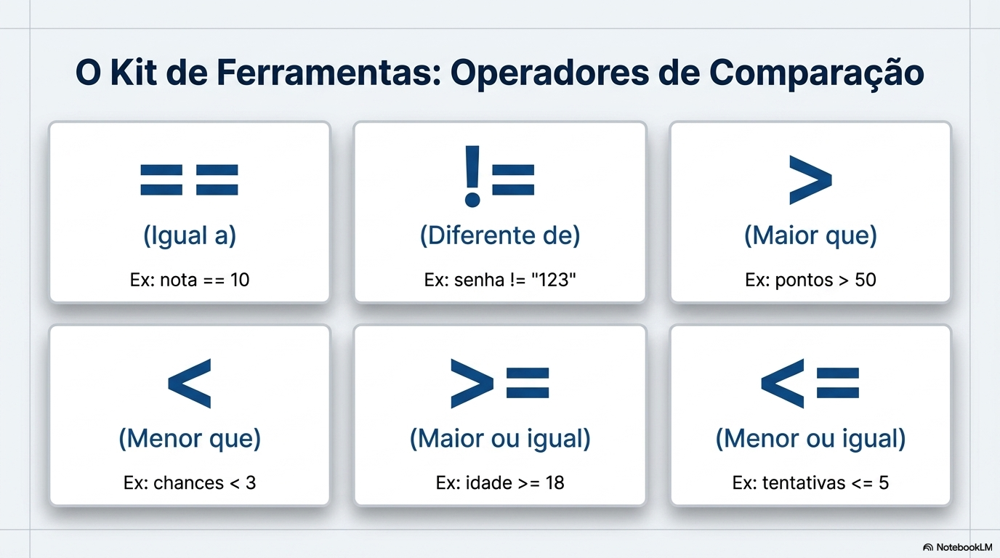 O Kit de Ferramentas: Operadores de Comparação
==
(Igual a)
Ex: nota == 10
!=
(Diferente de)
Ex: senha != "123"
>
(Maior que)
Ex: pontos > 50
<
(Menor que)
Ex: chances < 3
>=
(Maior ou igual)
Ex: idade >= 18
<=
(Menor ou igual)
Ex: tentativas <= 5
NotebookLM